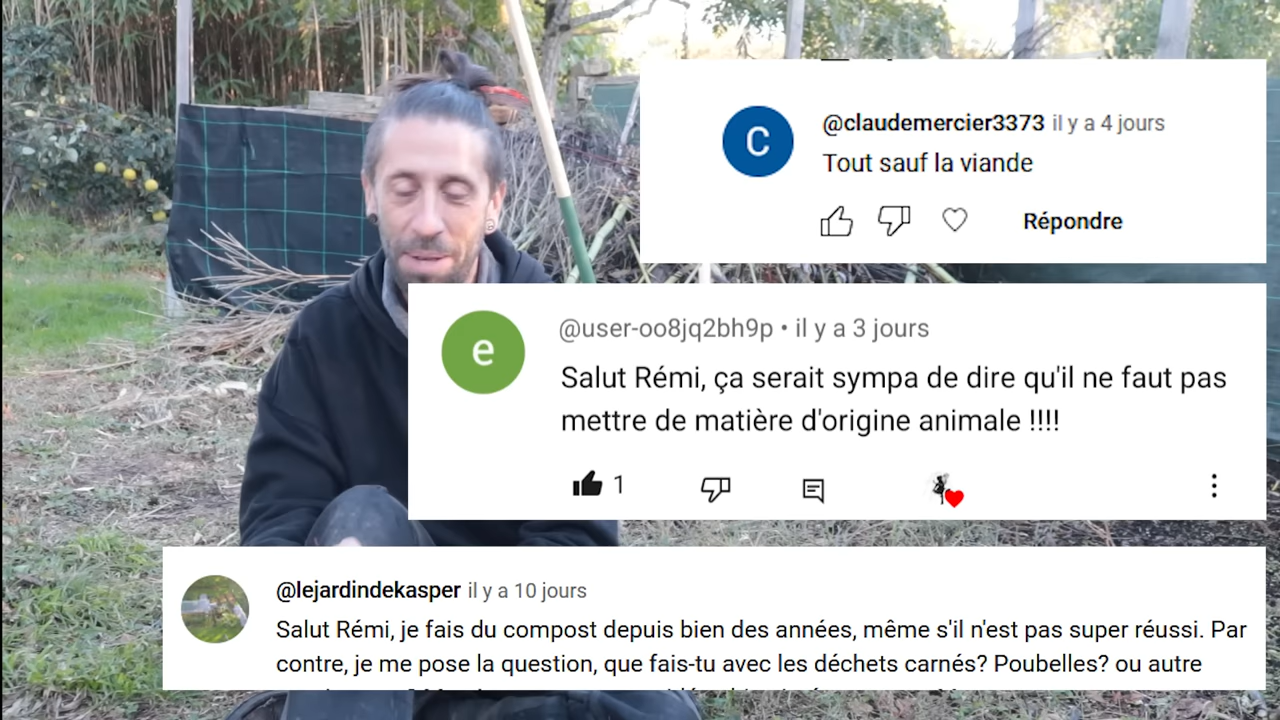 C
@claudemercier3373 il y a 4 jours
Tout sauf la viande
Répondre
e
@user-oo8jq2bh9p • il y a 3 jours
Salut Rémi, ça serait sympa de dire qu'il ne faut pas
mettre de matière d'origine animale !!!!
1
@lejardindekasper il y a 10 jours
Salut Rémi, je fais du compost depuis bien des années, même s'il n'est pas super réussi. Par
contre, je me pose la question, que fais-tu avec les déchets carnés? Poubelles? ou autre